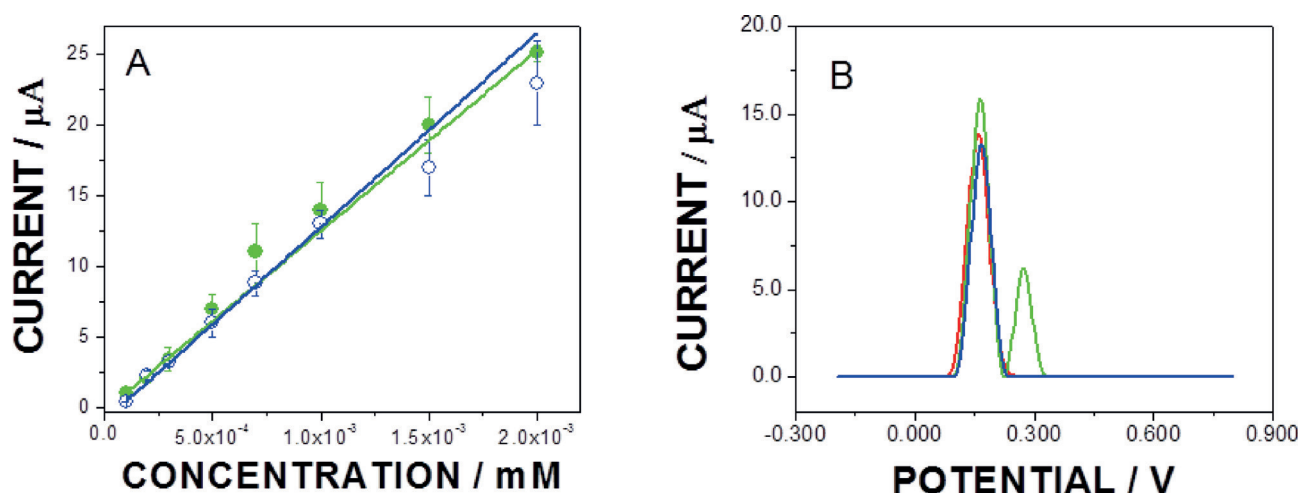 A
CURRENT / µA
25
20
15
10
5
0
0.0 5.0x10⁻⁴ 1.0x10⁻³ 1.5x10⁻³ 2.0x10⁻³
CONCENTRATION / mM
B
CURRENT / µA
20.0
15.0
10.0
5.0
0.0
-0.300 0.000 0.300 0.600 0.900
POTENTIAL / V